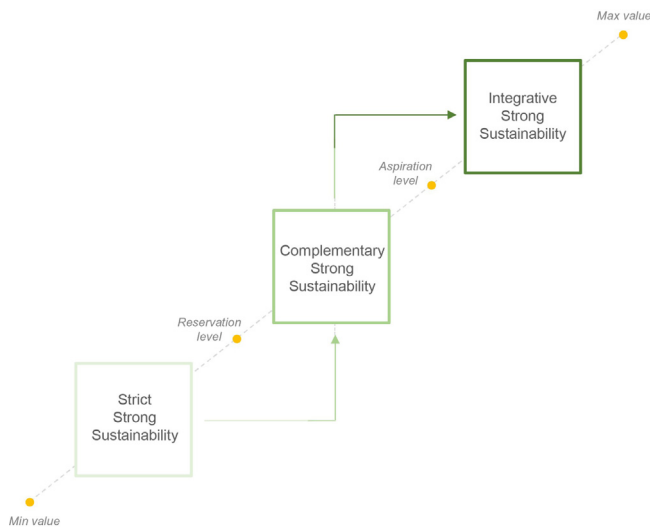 Max value
Integrative
Strong
Sustainability
Aspiration
level
Complementary
Strong
Sustainability
Reservation
level
Strict
Strong
Sustainability
Min value